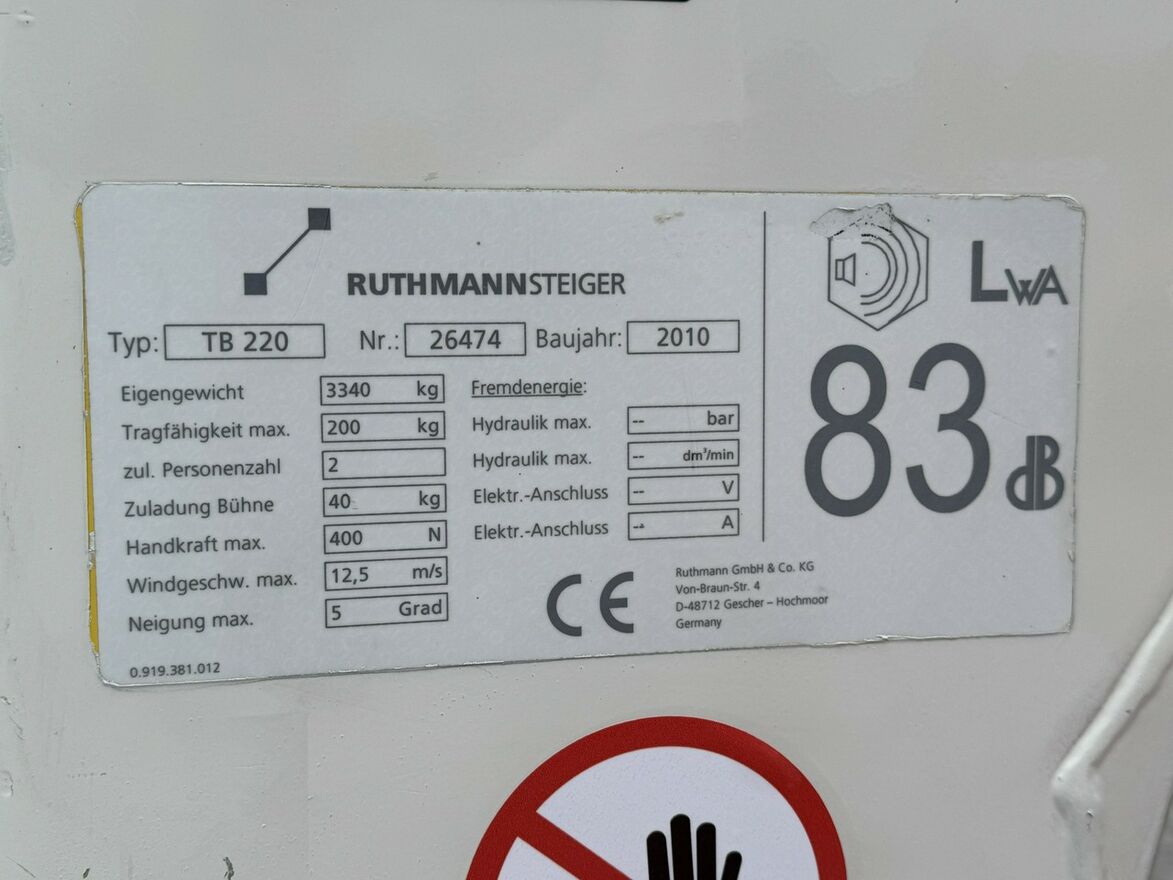 RUTHMANNSTEIGER
Typ: TB 220 Nr.: 26474 Baujahr: 2010
Eigengewicht 3340 kg
Tragfähigkeit max. 200 kg
zul. Personenzahl 2
Zuladung Bühne 40 kg
Handkraft max. 400 N
Windgeschw. max. 12,5 m/s
Neigung max. 5 Grad
0.919.381.012
Fremdenergie:
Hydraulik max. -- bar
Hydraulik max. -- dm³/min
Elektr.-Anschluss -- V
Elektr.-Anschluss -- A
CE
Ruthmann GmbH & Co. KG
Von-Braun-Str. 4
D-48712 Gescher – Hochmoor
Germany
LWA
83 dB